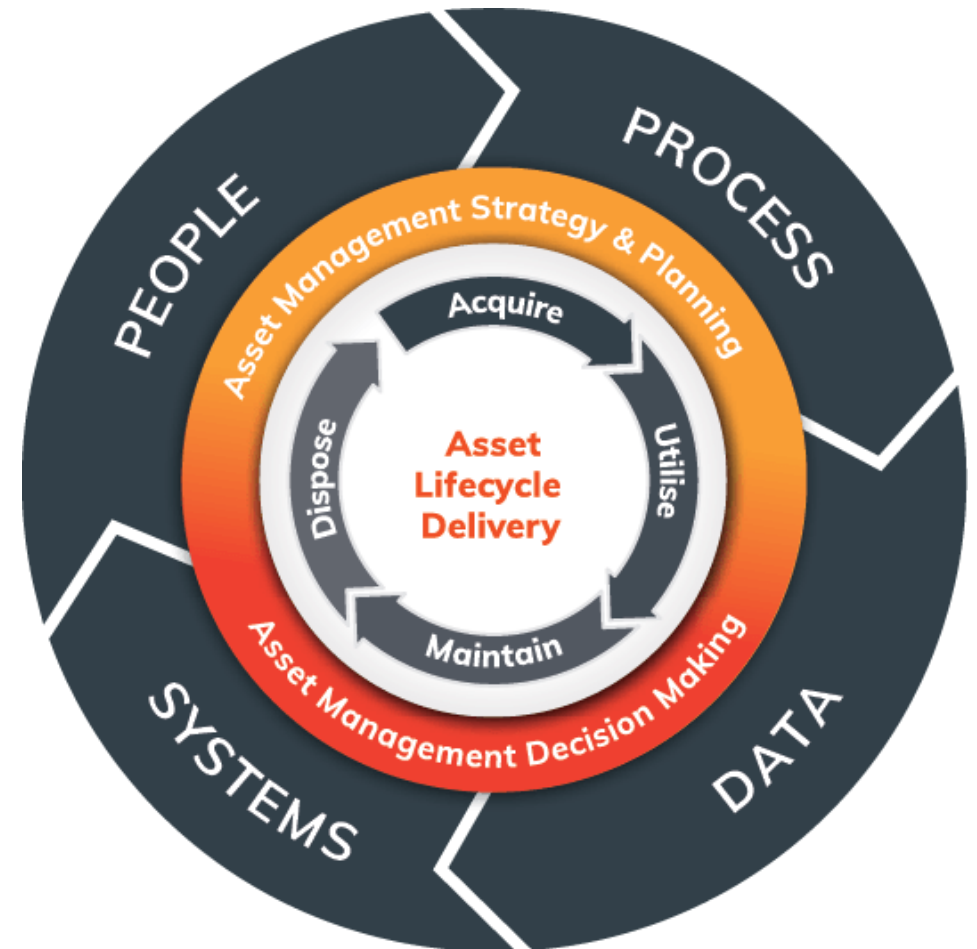 PEOPLE
PROCESS
Asset Management Strategy & Planning
Acquire
Dispose
Asset
Lifecycle
Delivery
Utilise
Maintain
Asset Management Decision Making
SYSTEMS
DATA